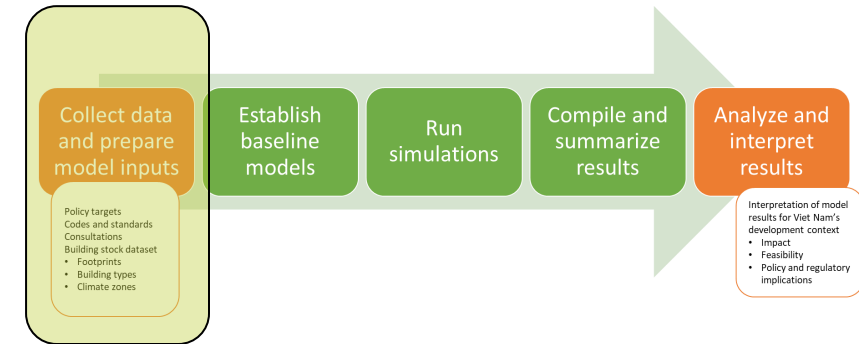 Collect data
and prepare
model inputs
Establish
baseline
models
Run
simulations
Compile and
summarize
results
Analyze and
interpret
results
Policy targets
Codes and standards
Consultations
Building stock dataset
• Footprints
• Building types
• Climate zones
Interpretation of model
results for Viet Nam's
development context
• Impact
• Feasibility
• Policy and regulatory
implications